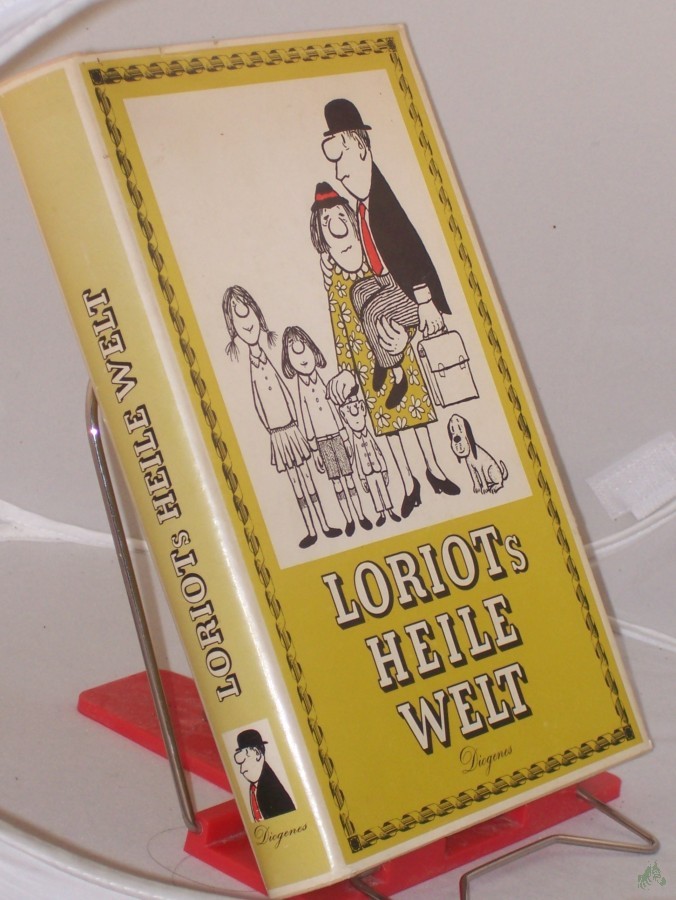 LORIOTS HEILE WELT
Diogenes
LORIOTs
HEILE
WELT
Diogenes